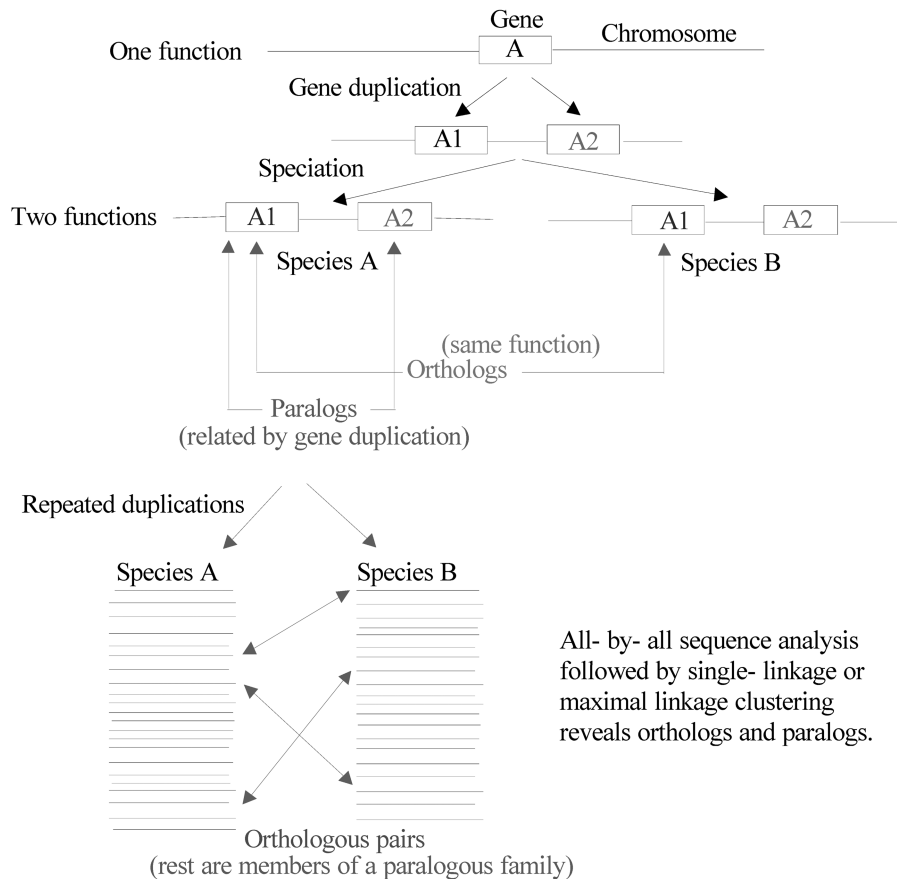 Gene
One function
A
Chromosome
Gene duplication
A1
A2
Speciation
Two functions
A1
A2
A1
A2
Species A
Species B
(same function)
Orthologs
Paralogs
(related by gene duplication)
Repeated duplications
Species A
Species B
All- by- all sequence analysis
followed by single- linkage or
maximal linkage clustering
reveals orthologs and paralogs.
Orthologous pairs
(rest are members of a paralogous family)